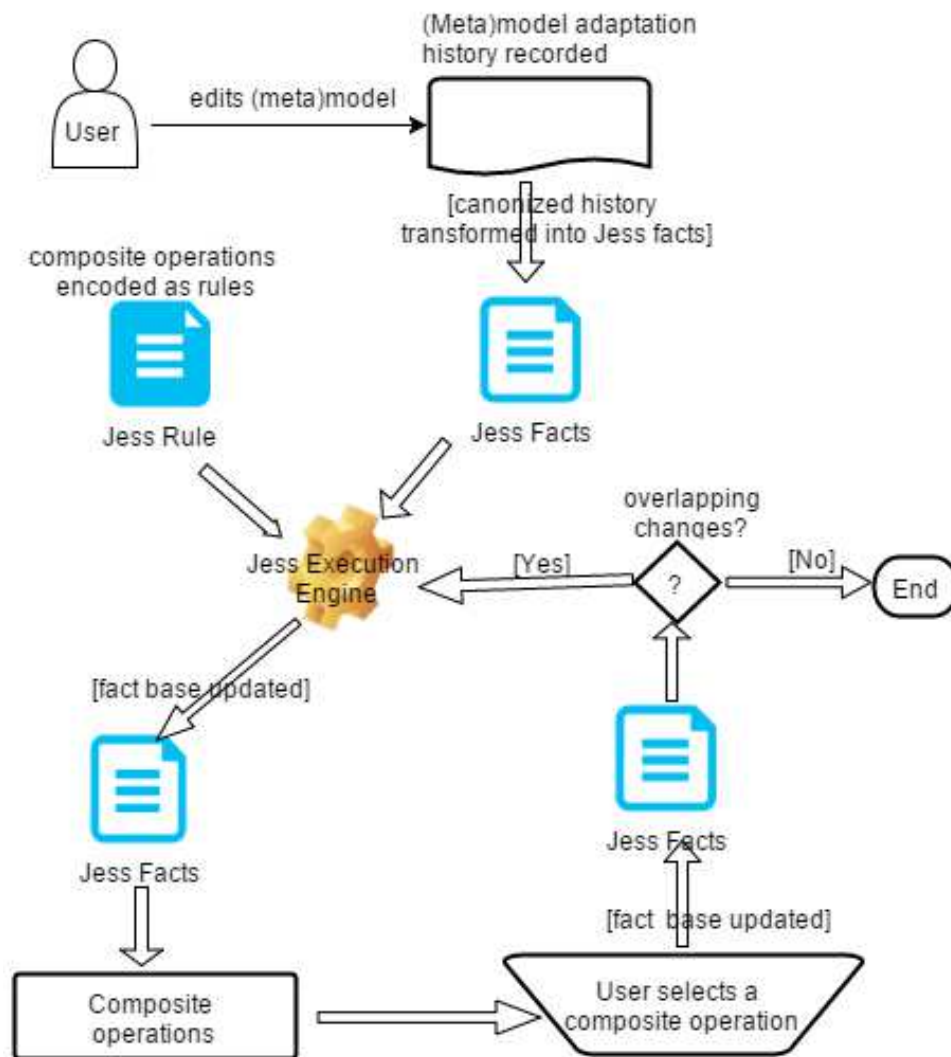 (Meta)model adaptation
history recorded
edits (meta)model
User
[canonized history
transformed into Jess facts]
composite operations
encoded as rules
Jess Rule
Jess Facts
overlapping
changes?
Jess Execution
Engine
[Yes]
?
[No]
End
[fact base updated]
Jess Facts
Jess Facts
[fact base updated]
Composite
operations
User selects a
composite operation